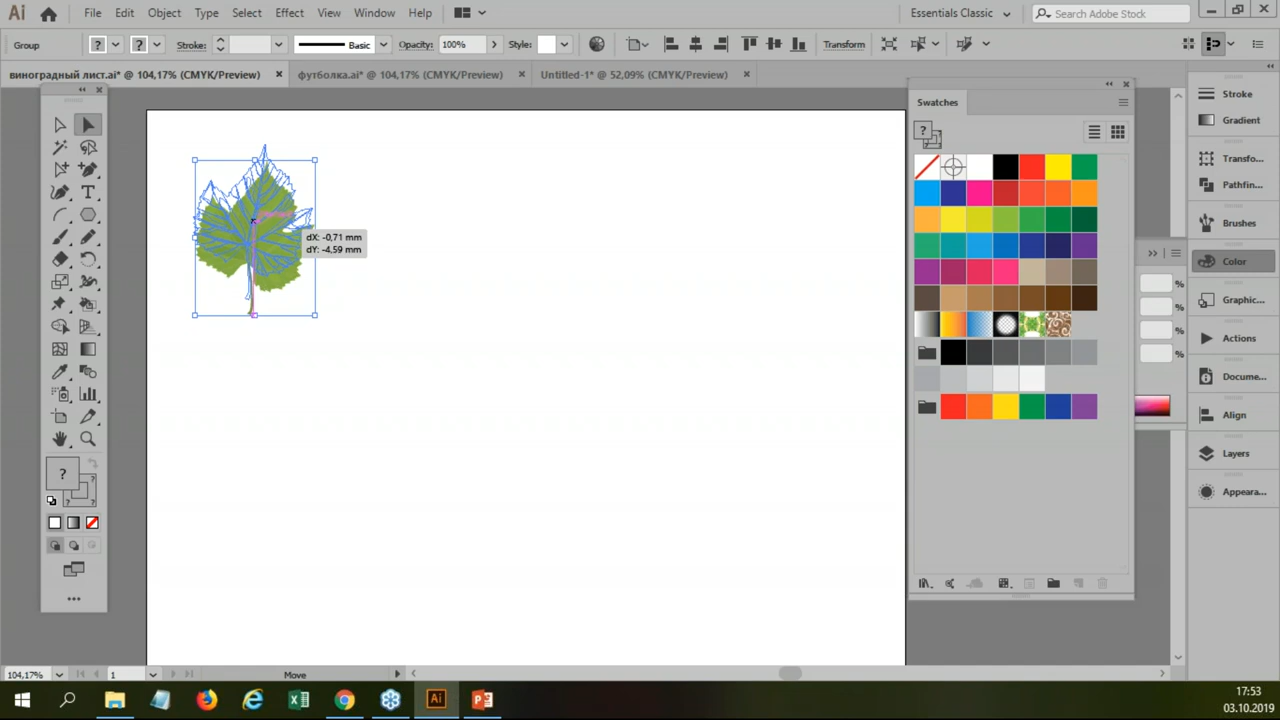 Ai File Edit Object Type Select Effect View Window Help Essentials Classic Search Adobe Stock
Group ? ? Stroke: Basic Opacity: 100% Style: Transform
виноградный лист.ai* @ 104,17% (CMYK/Preview) футболка.ai* @ 104,17% (CMYK/Preview) Untitled-1* @ 52,09% (CMYK/Preview)
Swatches
?
Stroke
Gradient
Transfo...
Pathfin...
Brushes
Color
Graphic...
Actions
Docume...
Align
Layers
Appeara...
%
%
%
%
dX: -0,71 mm
dY: -4,59 mm
T
?
?
?
?
104,17% 1 Move
Ai
17:53
03.10.2019